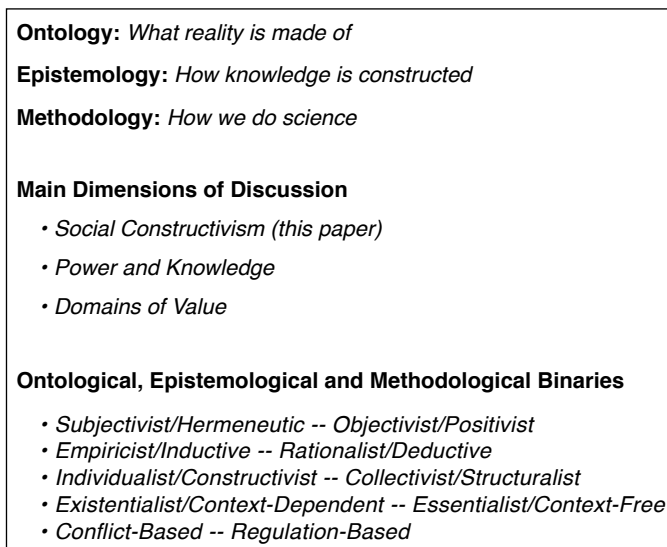 Ontology: What reality is made of
Epistemology: How knowledge is constructed
Methodology: How we do science
Main Dimensions of Discussion
• Social Constructivism (this paper)
• Power and Knowledge
• Domains of Value
Ontological, Epistemological and Methodological Binaries
• Subjectivist/Hermeneutic -- Objectivist/Positivist
• Empiricist/Inductive -- Rationalist/Deductive
• Individualist/Constructivist -- Collectivist/Structuralist
• Existentialist/Context-Dependent -- Essentialist/Context-Free
• Conflict-Based -- Regulation-Based